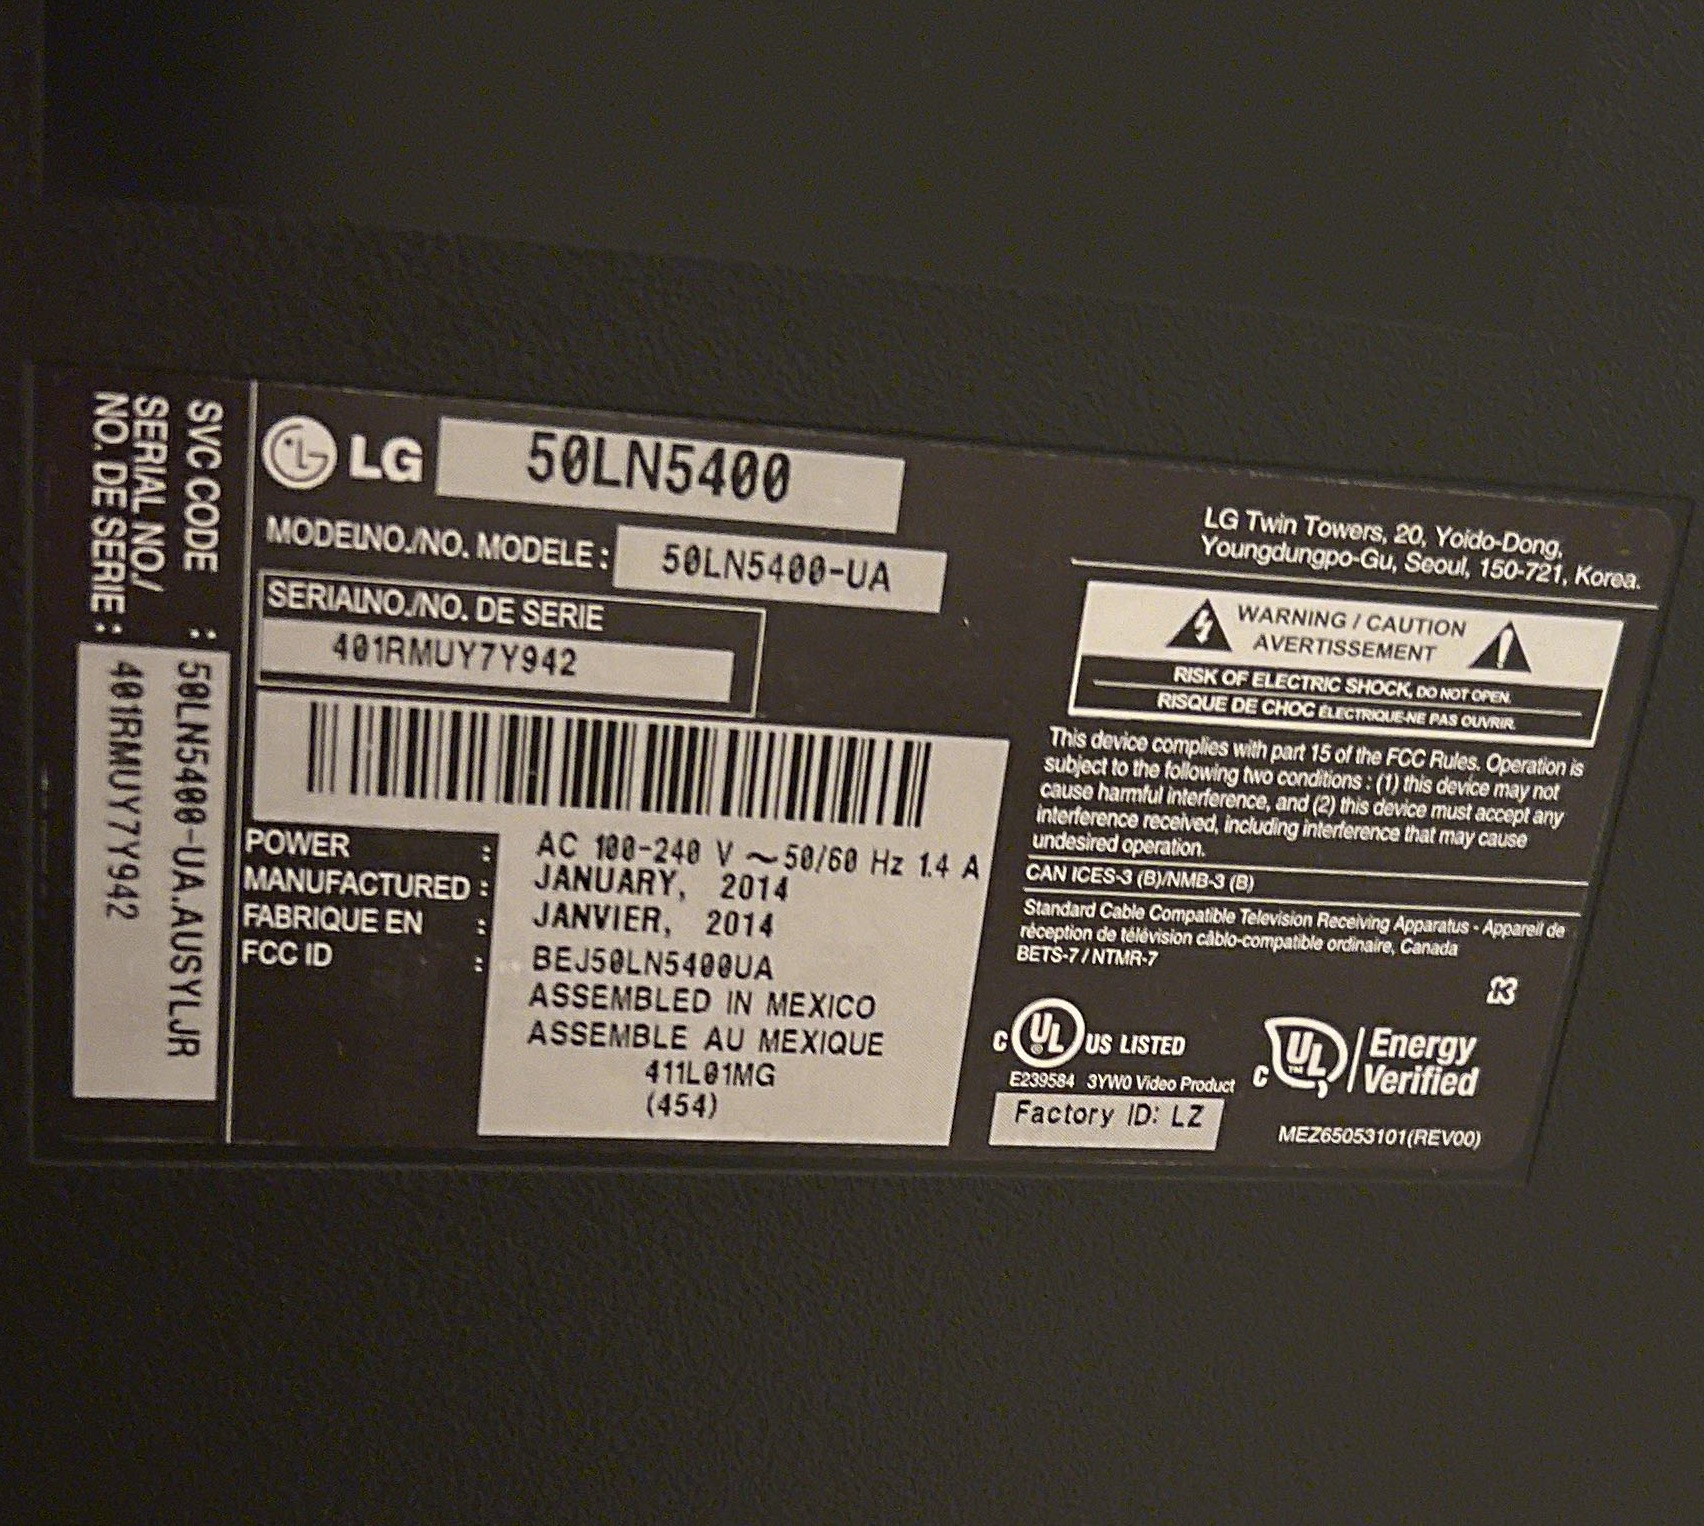 SVC CODE : 50LN5400-UA.AUSYLJR
SERIAL NO./
NO. DE SERIE : 401RMUY7Y942
LG 50LN5400
MODEL NO./NO. MODELE : 50LN5400-UA
SERIAL NO./NO. DE SERIE
401RMUY7Y942
POWER : AC 100-240 V ~ 50/60 Hz 1.4 A
MANUFACTURED : JANUARY, 2014
FABRIQUE EN : JANVIER, 2014
FCC ID : BEJ50LN5400UA
ASSEMBLED IN MEXICO
ASSEMBLE AU MEXIQUE
411L01MG
(454)
LG Twin Towers, 20, Yoido-Dong,
Youngdungpo-Gu, Seoul, 150-721, Korea.
WARNING / CAUTION
AVERTISSEMENT
RISK OF ELECTRIC SHOCK, DO NOT OPEN.
RISQUE DE CHOC ELECTRIQUE-NE PAS OUVRIR.
This device complies with part 15 of the FCC Rules. Operation is
subject to the following two conditions : (1) this device may not
cause harmful interference, and (2) this device must accept any
interference received, including interference that may cause
undesired operation.
CAN ICES-3 (B)/NMB-3 (B)
Standard Cable Compatible Television Receiving Apparatus - Appareil de
réception de télévision câblo-compatible ordinaire, Canada
BETS-7 / NTMR-7
C UL ® US LISTED
E239584 3YW0 Video Product
Factory ID: LZ
C UL ™ Energy
Verified
MEZ65053101(REV00)